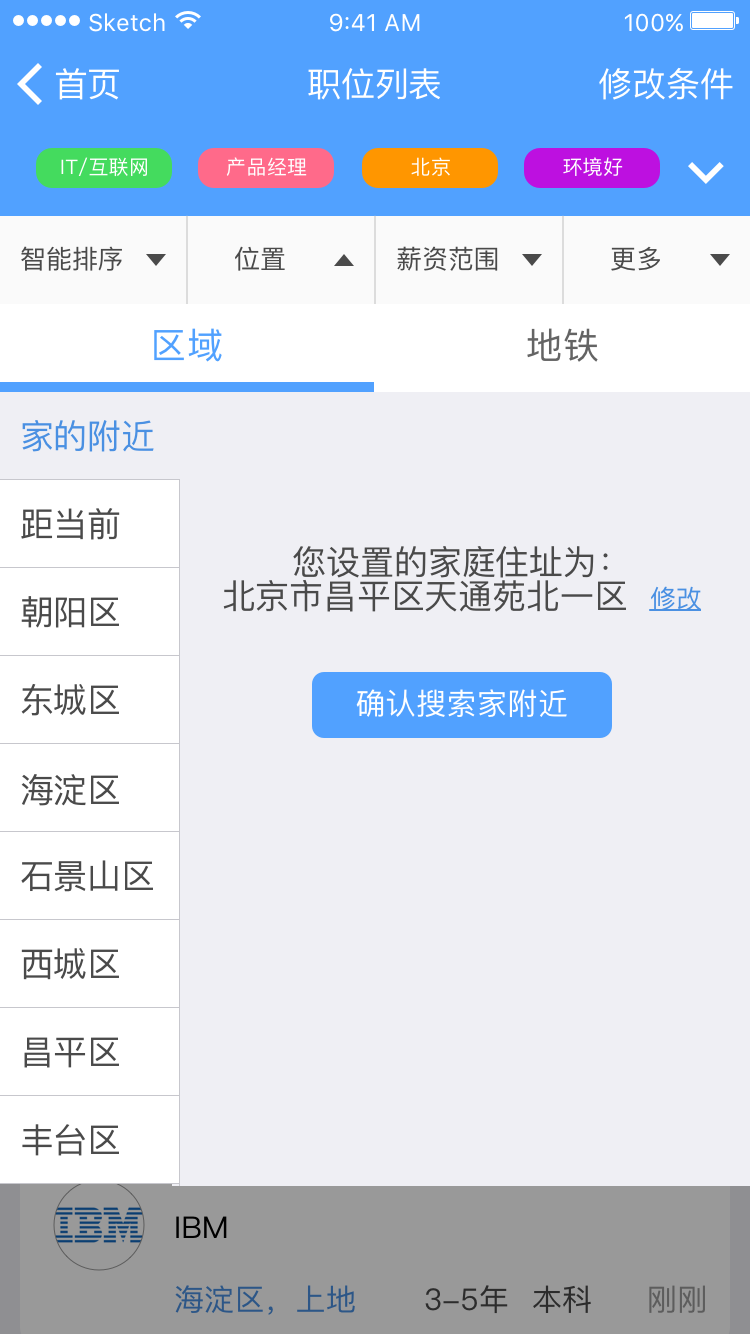 Sketch 9:41 AM 100%
首页 职位列表 修改条件
IT/互联网 产品经理 北京 环境好
智能排序 位置 薪资范围 更多
区域 地铁
家的附近
距当前
您设置的家庭住址为：
北京市昌平区天通苑北一区 修改
朝阳区
东城区
确认搜索家附近
海淀区
石景山区
西城区
昌平区
丰台区
IBM IBM
海淀区，上地 3-5年 本科 刚刚